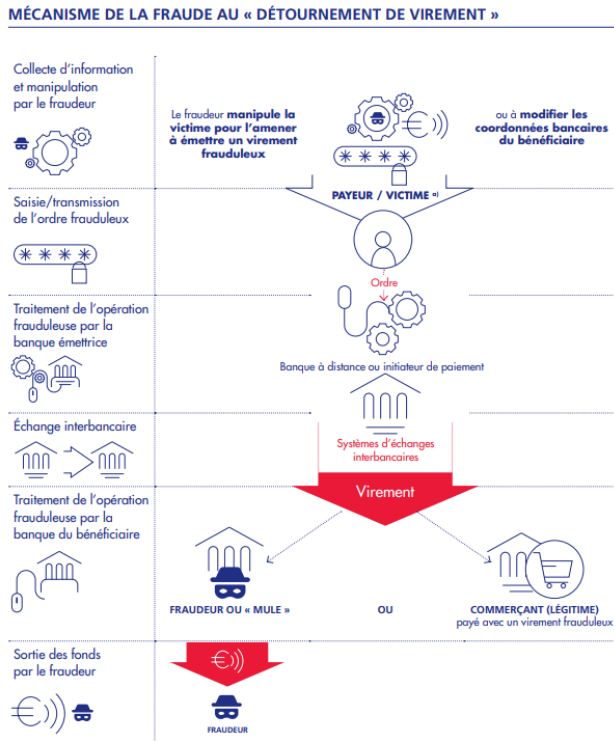 MÉCANISME DE LA FRAUDE AU « DÉTOURNEMENT DE VIREMENT »
Collecte d'information
et manipulation
par le fraudeur
Le fraudeur manipule la
victime pour l'amener
à émettre un virement
frauduleux
ou à modifier les
coordonnées bancaires
du bénéficiaire
* * * *
PAYEUR / VICTIME a)
Saisie/transmission
de l'ordre frauduleux
* * * * *
Ordre
Traitement de l'opération
frauduleuse par la
banque émettrice
Banque à distance ou initiateur de paiement
Échange interbancaire
Systèmes d'échanges
interbancaires
Virement
Traitement de l'opération
frauduleuse par la
banque du bénéficiaire
FRAUDEUR OU « MULE »
OU
COMMERÇANT (LÉGITIME)
payé avec un virement frauduleux
Sortie des fonds
par le fraudeur
FRAUDEUR